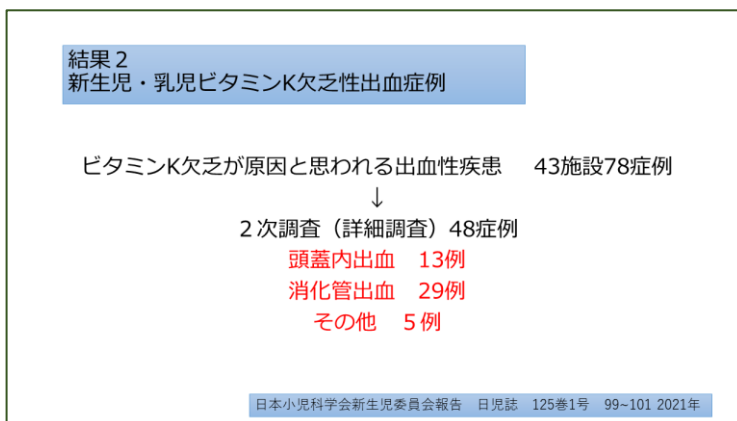 結果２
新生児・乳児ビタミンK欠乏性出血症例
ビタミンK欠乏が原因と思われる出血性疾患　43施設78症例
↓
２次調査（詳細調査）48症例
頭蓋内出血　13例
消化管出血　29例
その他　５例
日本小児科学会新生児委員会報告　日児誌　125巻1号　99~101 2021年